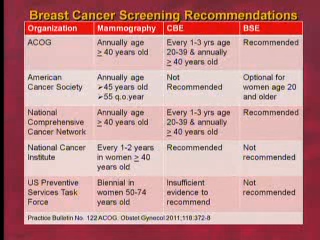 Breast Cancer Screening Recommendations
Organization Mammography CBE BSE
ACOG Annually age Every 1-3 yrs age Recommended
≥ 40 years old 20-39 & annually
≥ 40 years old
American Annually age Not Optional for
Cancer Society ➢45 years old Recommended women age 20
➢55 q.o.year and older
National Annually age Every 1-3 yrs age Recommended
Comprehensive ≥ 40 years old 20-39 & annually
Cancer Network ≥ 40 years old
National Cancer Every 1-2 years Recommended Not
Institute in women ≥ 40 recommended
years old
US Preventive Biennial in Insufficient Not
Services Task women 50-74 evidence to recommended
Force years old recommend
Practice Bulletin No. 122 ACOG. Obstet Gynecol 2011;118:372-8